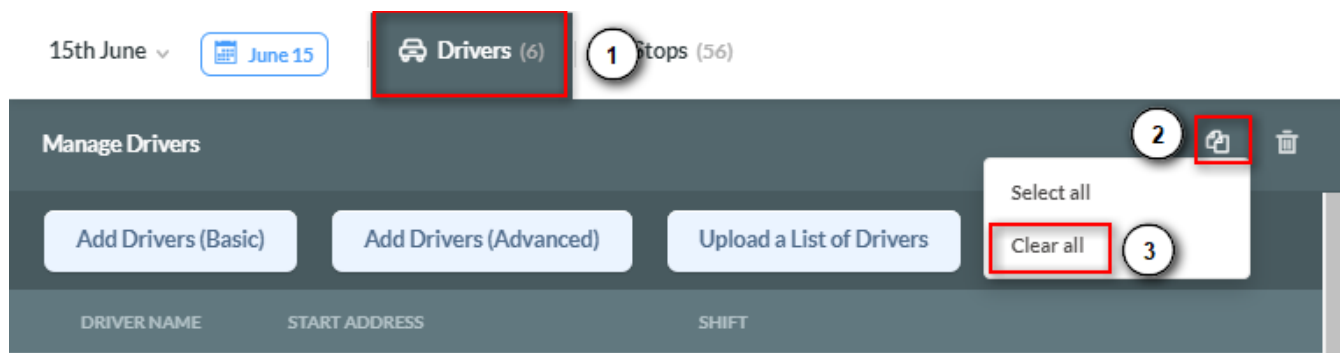 15th June June 15 Drivers (6) 1 Stops (56)
Manage Drivers 2
Select all
Add Drivers (Basic) Add Drivers (Advanced) Upload a List of Drivers Clear all 3
DRIVER NAME START ADDRESS SHIFT